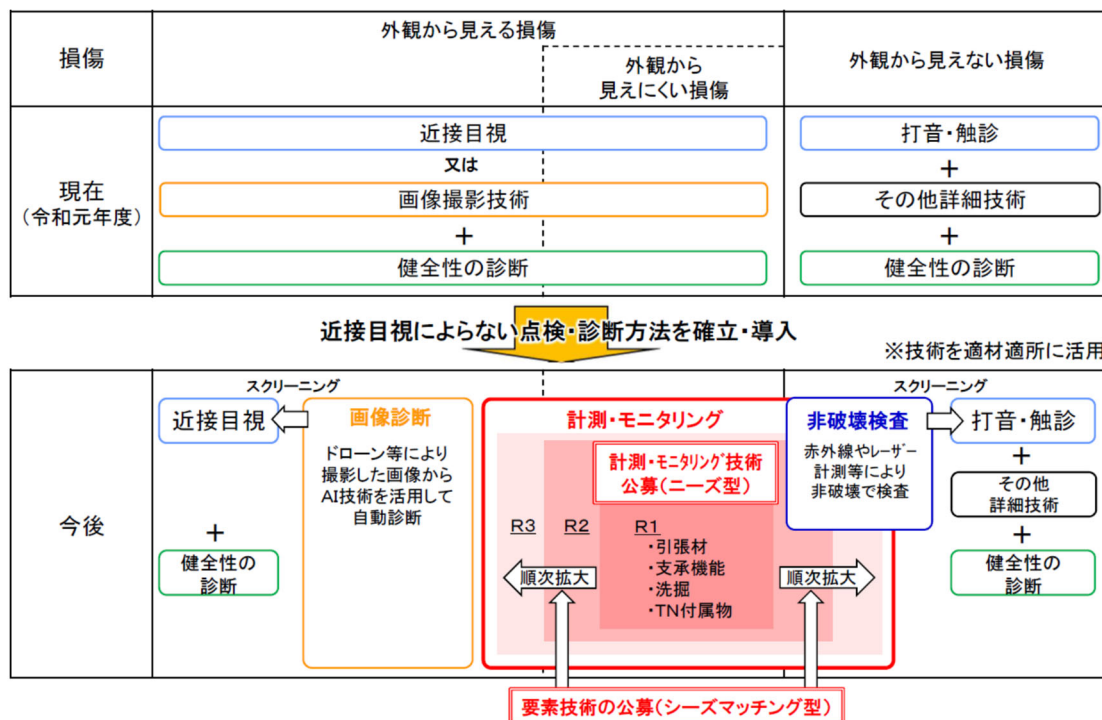 損傷
外観から見える損傷
外観から
見えにくい損傷
外観から見えない損傷
現在
(令和元年度)
近接目視
又は
画像撮影技術
+
健全性の診断
打音・触診
+
その他詳細技術
+
健全性の診断
近接目視によらない点検・診断方法を確立・導入
※技術を適材適所に活用
今後
スクリーニング
近接目視
+
健全性の
診断
画像診断
ドローン等により
撮影した画像から
AI技術を活用して
自動診断
計測・モニタリング
計測・モニタリング技術
公募(ニーズ型)
R3
R2
R1
・引張材
・支承機能
・洗掘
・TN付属物
順次拡大
順次拡大
非破壊検査
赤外線やレーザー
計測等により
非破壊で検査
スクリーニング
打音・触診
+
その他
詳細技術
+
健全性の
診断
要素技術の公募(シーズマッチング型)